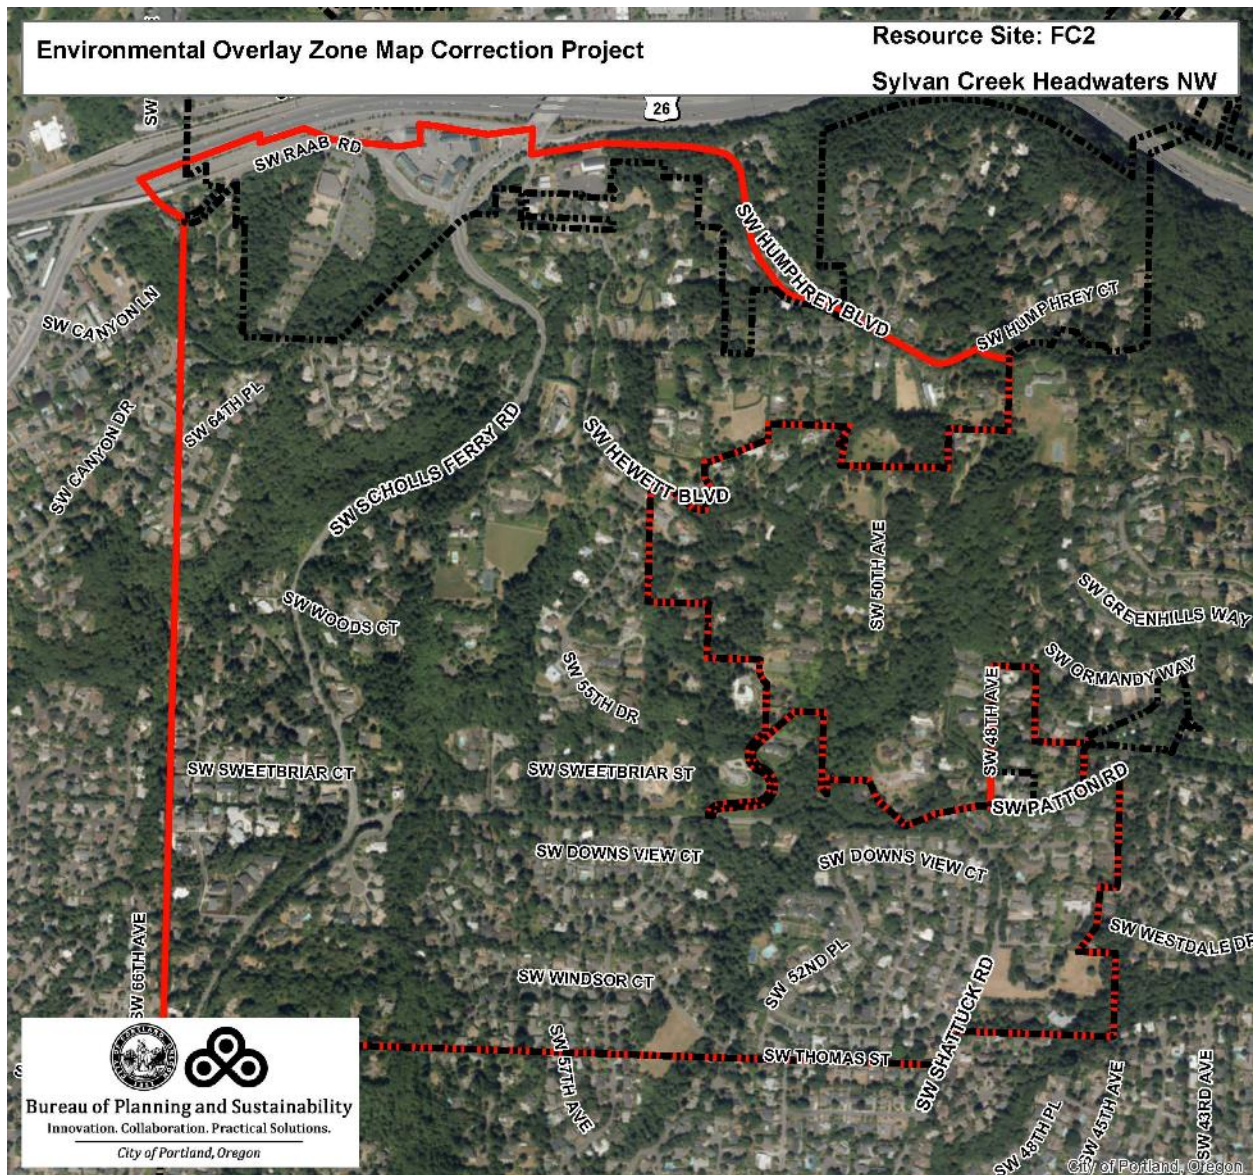 Environmental Overlay Zone Map Correction Project
Resource Site: FC2
Sylvan Creek Headwaters NW
26
SW RAAB RD
SW HUMPHREY BLVD
SW HUMPHREY CT
SW CANYON LN
SW 64TH PL
SW CANYON DR
SW SCHOLLS FERRY RD
SW HEWETT BLVD
SW 50TH AVE
SW WOODS CT
SW GREENHILLS WAY
SW ORMANDY WAY
SW 55TH DR
SW 48TH AVE
SW SWEETBRIAR CT
SW SWEETBRIAR ST
SW PATTON RD
SW DOWNS VIEW CT
SW DOWNS VIEW CT
SW 66TH AVE
SW WESTDALE DR
SW WINDSOR CT
SW 52ND PL
SW SHATTUCK RD
SW 57TH AVE
SW THOMAS ST
SW 48TH PL
SW 45TH AVE
SW 43RD AVE
Bureau of Planning and Sustainability
Innovation. Collaboration. Practical Solutions.
City of Portland, Oregon
City of Portland, Oregon